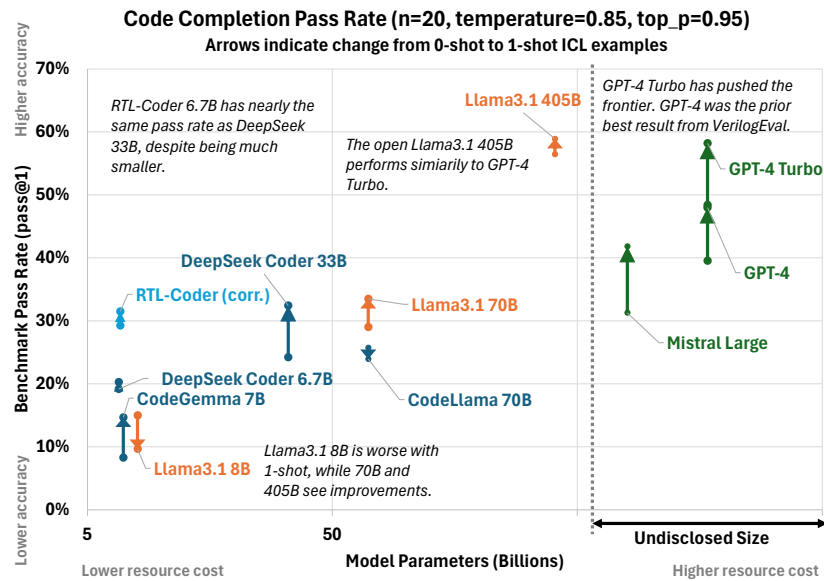 Code Completion Pass Rate (n=20, temperature=0.85, top_p=0.95)
Arrows indicate change from 0-shot to 1-shot ICL examples
Higher accuracy
Benchmark Pass Rate (pass@1)
Lower accuracy
70%
60%
50%
40%
30%
20%
10%
0%
RTL-Coder 6.7B has nearly the
same pass rate as DeepSeek
33B, despite being much
smaller.
The open Llama3.1 405B
performs simiarily to GPT-4
Turbo.
Llama3.1 405B
GPT-4 Turbo has pushed the
frontier. GPT-4 was the prior
best result from VerilogEval.
GPT-4 Turbo
GPT-4
Mistral Large
DeepSeek Coder 33B
RTL-Coder (corr.)
Llama3.1 70B
DeepSeek Coder 6.7B
CodeGemma 7B
CodeLlama 70B
Llama3.1 8B
Llama3.1 8B is worse with
1-shot, while 70B and
405B see improvements.
5
50
Undisclosed Size
Model Parameters (Billions)
Lower resource cost
Higher resource cost